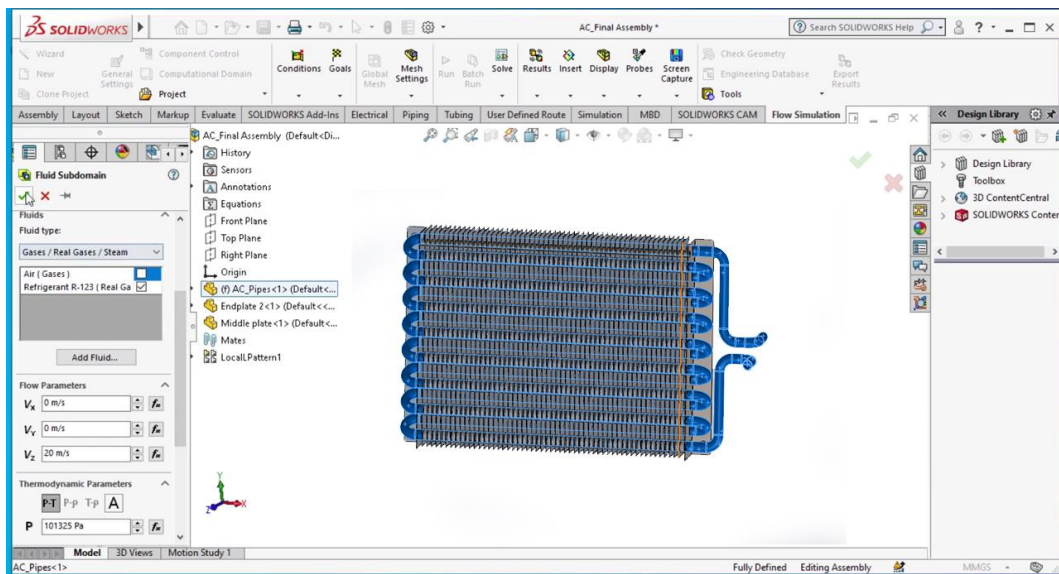 SOLIDWORKS
AC_Final Assembly *
Search SOLIDWORKS Help
Wizard
New
Clone Project
General Settings
Component Control
Computational Domain
Project
Conditions
Goals
Global Mesh
Mesh Settings
Run
Batch Run
Solve
Results
Insert
Display
Probes
Screen Capture
Check Geometry
Engineering Database
Tools
Export Results
Assembly Layout Sketch Markup Evaluate SOLIDWORKS Add-Ins Electrical Piping Tubing User Defined Route Simulation MBD SOLIDWORKS CAM Flow Simulation
Fluid Subdomain
Fluids
Fluid type:
Gases / Real Gases / Steam
Air ( Gases )
Refrigerant R-123 ( Real Ga
Add Fluid...
Flow Parameters
Vx 0 m/s
VY 0 m/s
Vz 20 m/s
Thermodynamic Parameters
P-T P-ρ T-ρ A
P 101325 Pa
AC_Final Assembly (Default<Di...
History
Sensors
Annotations
Equations
Front Plane
Top Plane
Right Plane
Origin
(f) AC_Pipes<1> (Default<...
Endplate 2<1> (Default<<...
Middle plate<1> (Default<...
Mates
LocalLPattern1
Y
X
Z
Design Library
Design Library
Toolbox
3D ContentCentral
SOLIDWORKS Conter
Model 3D Views Motion Study 1
AC_Pipes<1>
Fully Defined Editing Assembly MMGS